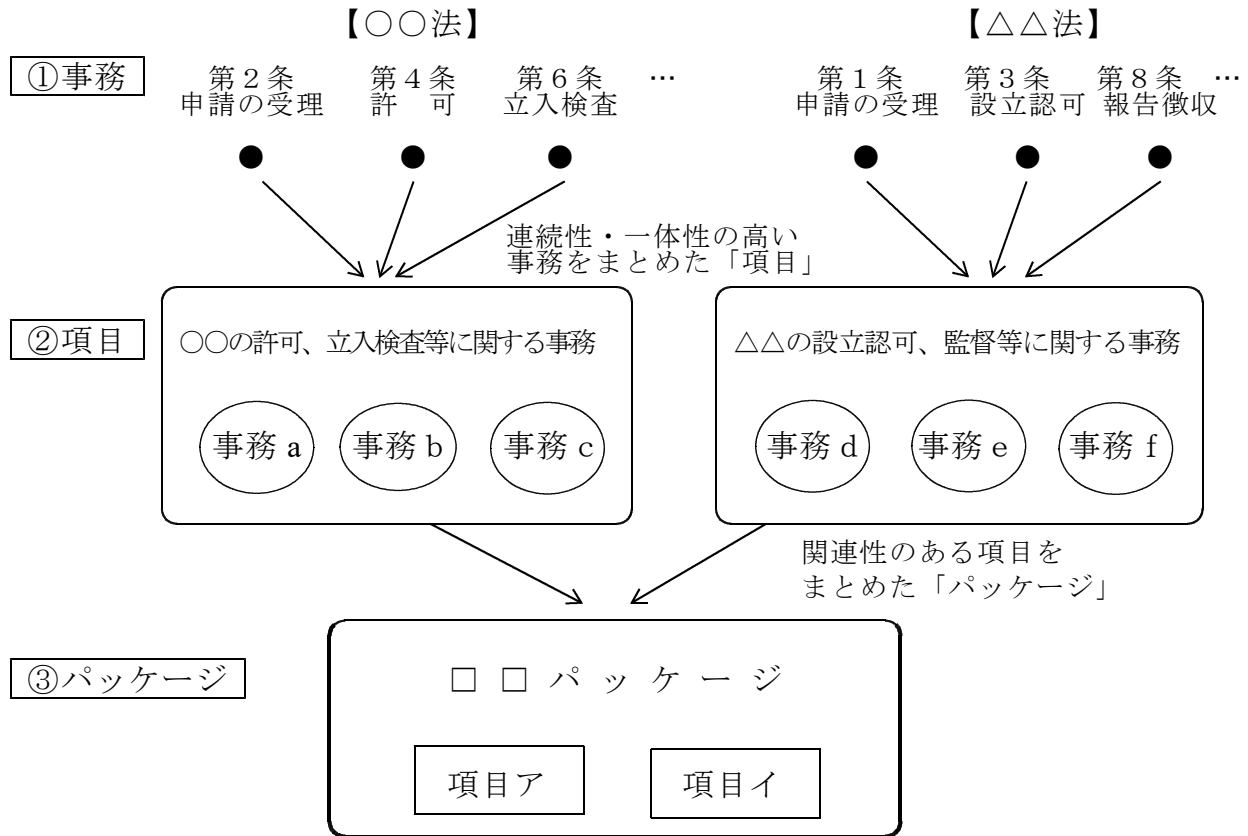 【○○法】 【△△法】
①事務
第２条 第４条 第６条 … 第１条 第３条 第８条 …
申請の受理 許 可 立入検査 申請の受理 設立認可 報告徴収
連続性・一体性の高い
事務をまとめた「項目」
②項目
○○の許可、立入検査等に関する事務
△△の設立認可、監督等に関する事務
事務 a 事務 b 事務 c 事務 d 事務 e 事務 f
関連性のある項目を
まとめた「パッケージ」
③パッケージ
□ □ パ ッ ケ ー ジ
項目ア 項目イ